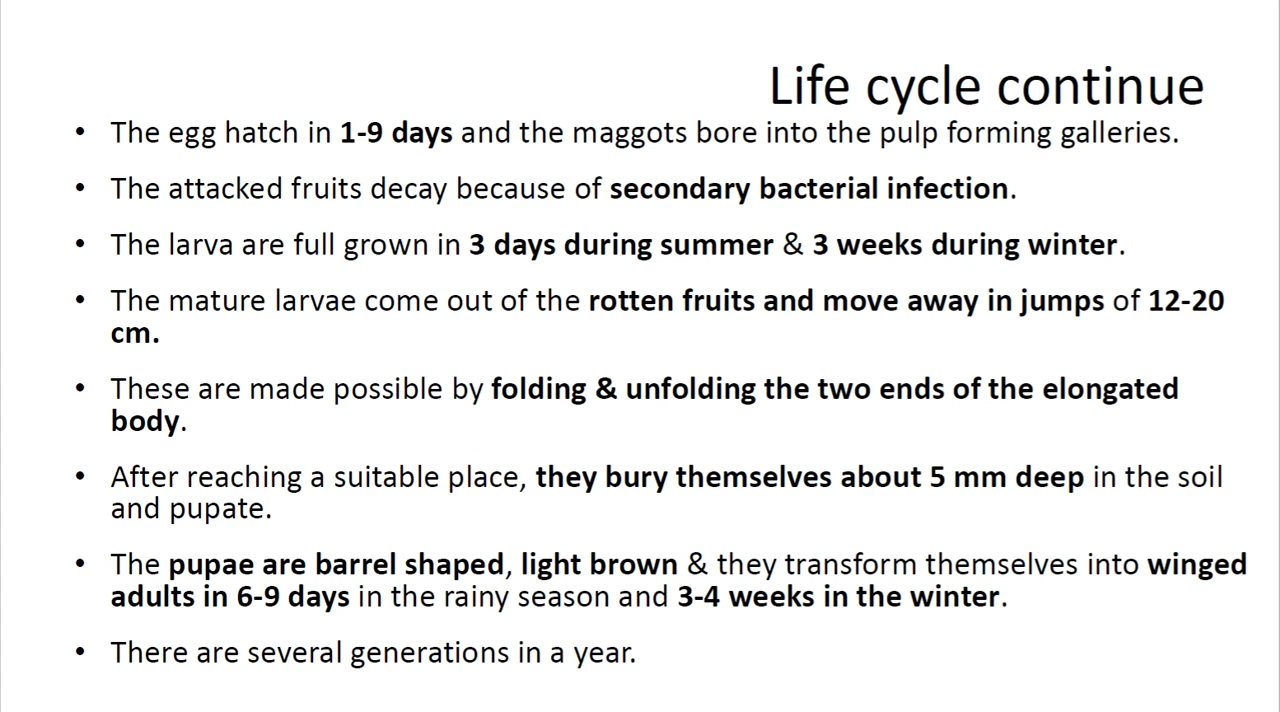 Life cycle continue
• The egg hatch in 1-9 days and the maggots bore into the pulp forming galleries.
• The attacked fruits decay because of secondary bacterial infection.
• The larva are full grown in 3 days during summer & 3 weeks during winter.
• The mature larvae come out of the rotten fruits and move away in jumps of 12-20
cm.
• These are made possible by folding & unfolding the two ends of the elongated
body.
• After reaching a suitable place, they bury themselves about 5 mm deep in the soil
and pupate.
• The pupae are barrel shaped, light brown & they transform themselves into winged
adults in 6-9 days in the rainy season and 3-4 weeks in the winter.
• There are several generations in a year.